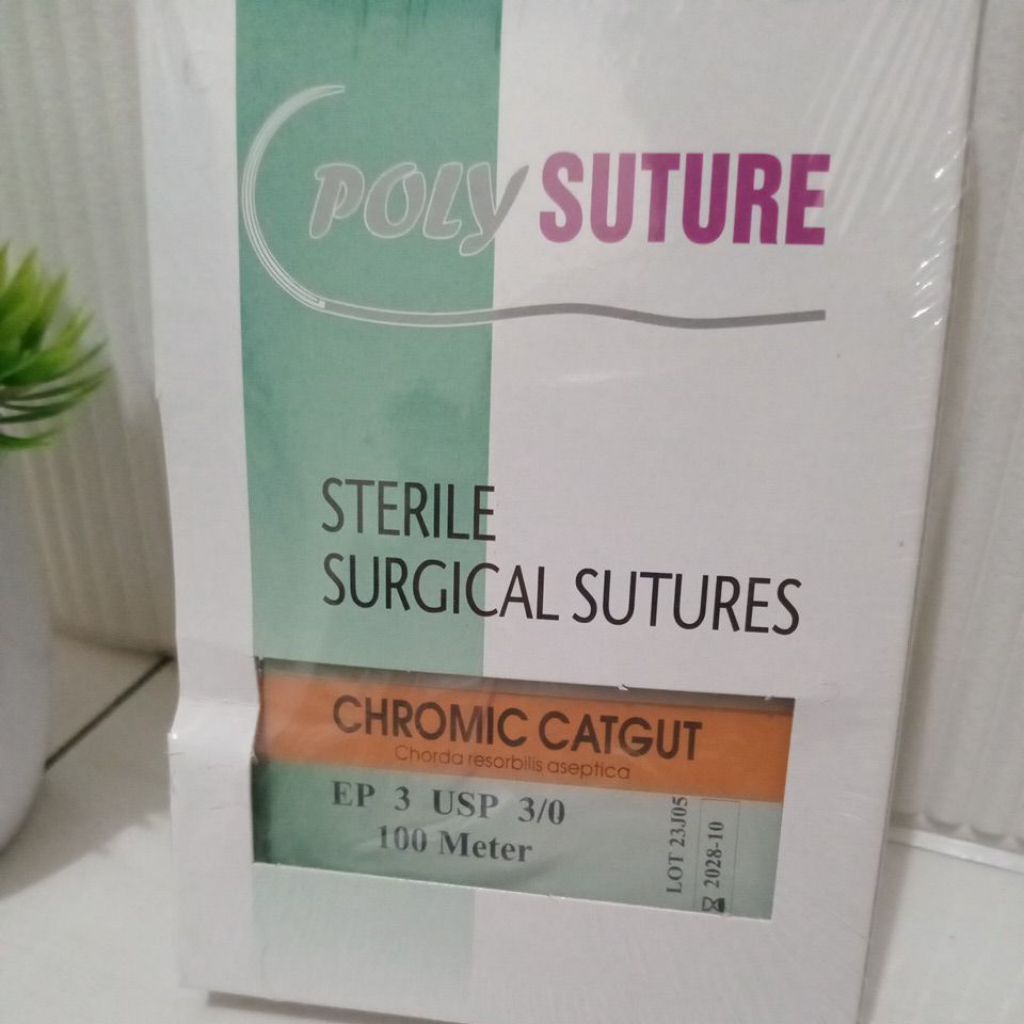 POLY SUTURE
STERILE
SURGICAL SUTURES
CHROMIC CATGUT
Chorda resorbilis aseptica
EP 3 USP 3/0
100 Meter
LOT 23J05
2028-10